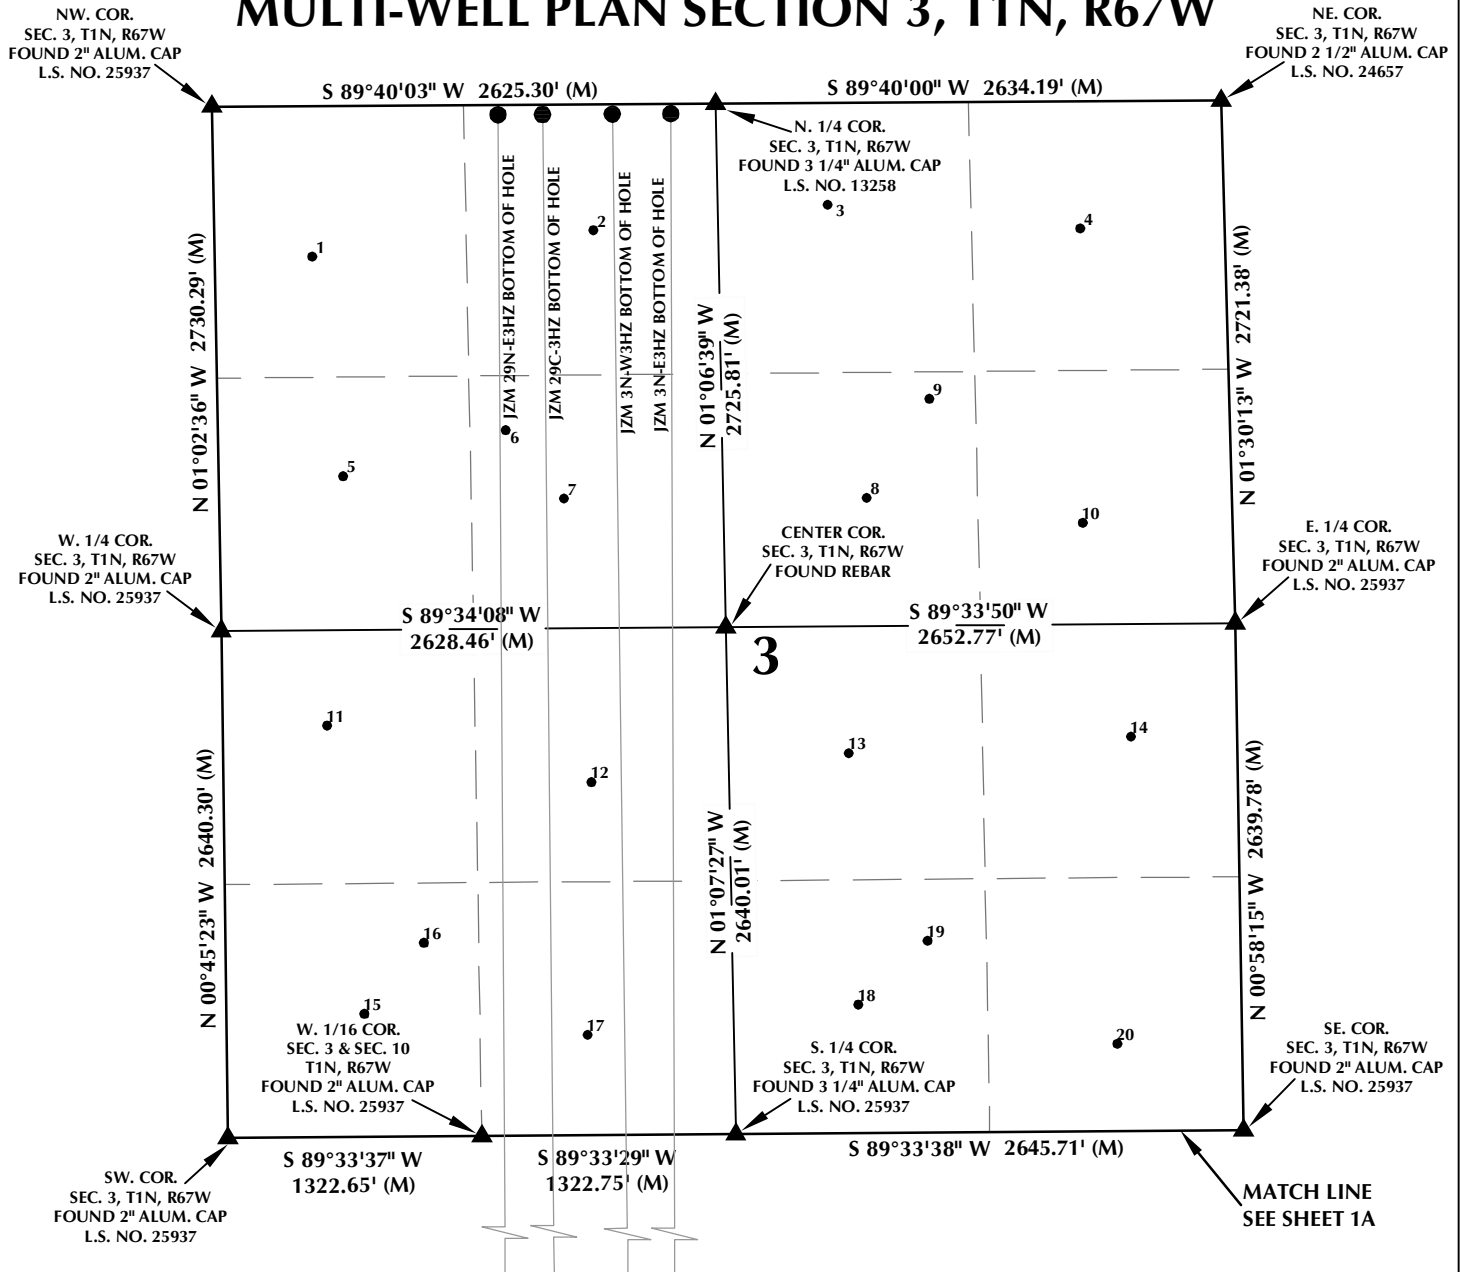 MULTI-WELL PLAN SECTION 3, T1N, R67W
NW. COR.
SEC. 3, T1N, R67W
FOUND 2" ALUM. CAP
L.S. NO. 25937
NE. COR.
SEC. 3, T1N, R67W
FOUND 2 1/2" ALUM. CAP
L.S. NO. 24657
S 89°40'03" W 2625.30' (M)
S 89°40'00" W 2634.19' (M)
N. 1/4 COR.
SEC. 3, T1N, R67W
FOUND 3 1/4" ALUM. CAP
L.S. NO. 13258
JZM 29N-E3HZ BOTTOM OF HOLE
JZM 29C-3HZ BOTTOM OF HOLE
JZM 3N-W3HZ BOTTOM OF HOLE
JZM 3N-E3HZ BOTTOM OF HOLE
1
2
3
4
N 01°02'36" W 2730.29' (M)
N 01°06'39" W
2725.81' (M)
N 01°30'13" W 2721.38' (M)
5
6
7
8
9
10
W. 1/4 COR.
SEC. 3, T1N, R67W
FOUND 2" ALUM. CAP
L.S. NO. 25937
CENTER COR.
SEC. 3, T1N, R67W
FOUND REBAR
E. 1/4 COR.
SEC. 3, T1N, R67W
FOUND 2" ALUM. CAP
L.S. NO. 25937
S 89°34'08" W
2628.46' (M)
S 89°33'50" W
2652.77' (M)
3
11
12
13
14
N 00°45'23" W 2640.30' (M)
N 01°07'27" W
2640.01' (M)
N 00°58'15" W 2639.78' (M)
16
15
17
18
19
20
W. 1/16 COR.
SEC. 3 & SEC. 10
T1N, R67W
FOUND 2" ALUM. CAP
L.S. NO. 25937
S. 1/4 COR.
SEC. 3, T1N, R67W
FOUND 3 1/4" ALUM. CAP
L.S. NO. 25937
SE. COR.
SEC. 3, T1N, R67W
FOUND 2" ALUM. CAP
L.S. NO. 25937
S 89°33'37" W
1322.65' (M)
S 89°33'29" W
1322.75' (M)
S 89°33'38" W 2645.71' (M)
SW. COR.
SEC. 3, T1N, R67W
FOUND 2" ALUM. CAP
L.S. NO. 25937
MATCH LINE
SEE SHEET 1A